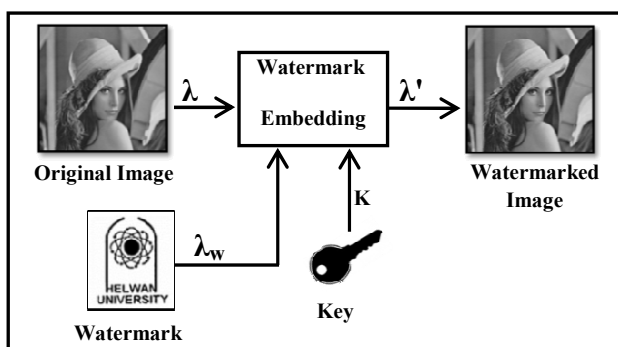 λ
Watermark
Embedding
λ'
Original Image
Watermarked
Image
K
HELWAN
UNIVERSITY
λw
Key
Watermark